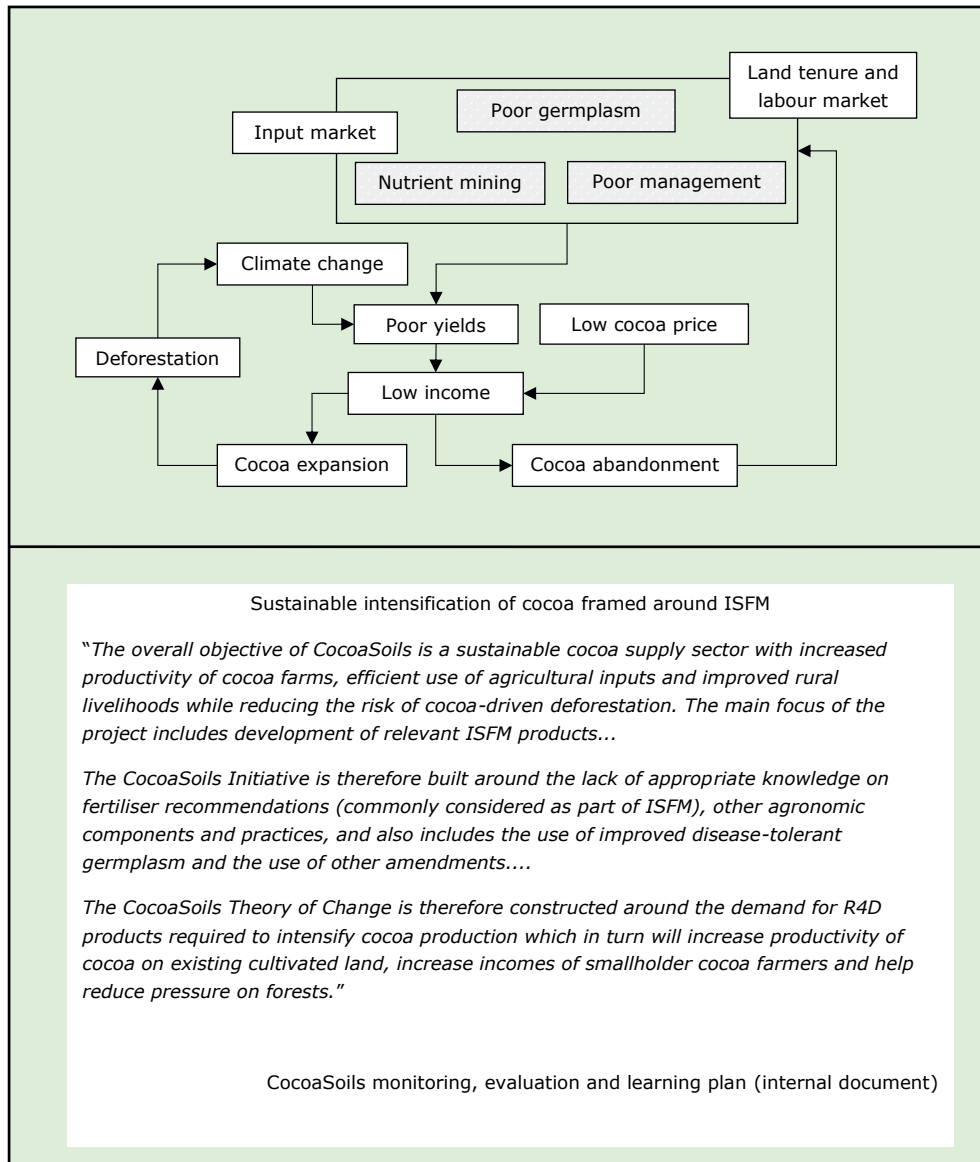 Land tenure and
labour market
Poor germplasm
Input market
Nutrient mining
Poor management
Climate change
Poor yields
Low cocoa price
Deforestation
Low income
Cocoa expansion
Cocoa abandonment
Sustainable intensification of cocoa framed around ISFM
“The overall objective of CocoaSoils is a sustainable cocoa supply sector with increased
productivity of cocoa farms, efficient use of agricultural inputs and improved rural
livelihoods while reducing the risk of cocoa-driven deforestation. The main focus of the
project includes development of relevant ISFM products...
The CocoaSoils Initiative is therefore built around the lack of appropriate knowledge on
fertiliser recommendations (commonly considered as part of ISFM), other agronomic
components and practices, and also includes the use of improved disease-tolerant
germplasm and the use of other amendments....
The CocoaSoils Theory of Change is therefore constructed around the demand for R4D
products required to intensify cocoa production which in turn will increase productivity of
cocoa on existing cultivated land, increase incomes of smallholder cocoa farmers and help
reduce pressure on forests.”
CocoaSoils monitoring, evaluation and learning plan (internal document)